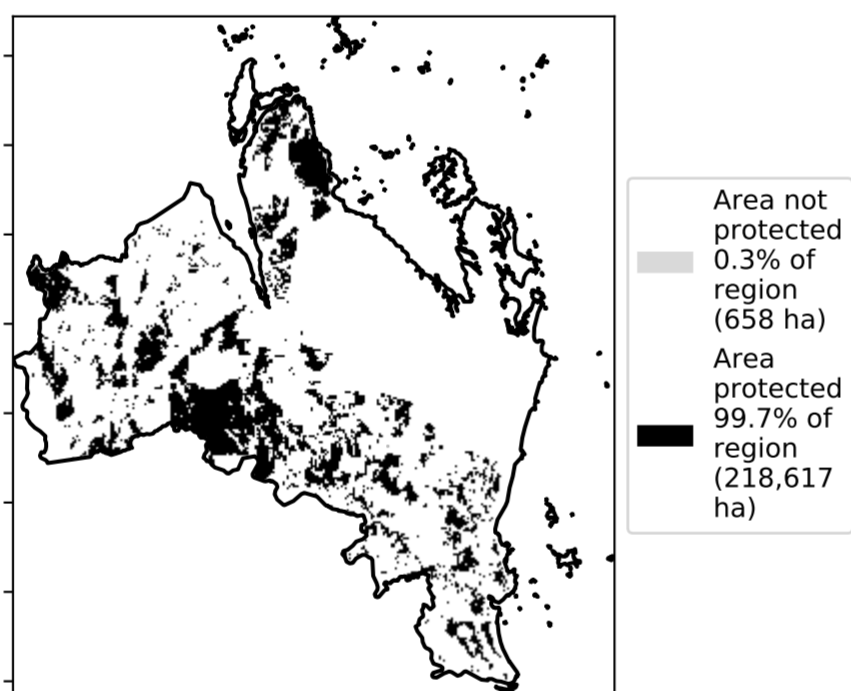 Area not
protected
0.3% of
region
(658 ha)
Area
protected
99.7% of
region
(218,617
ha)